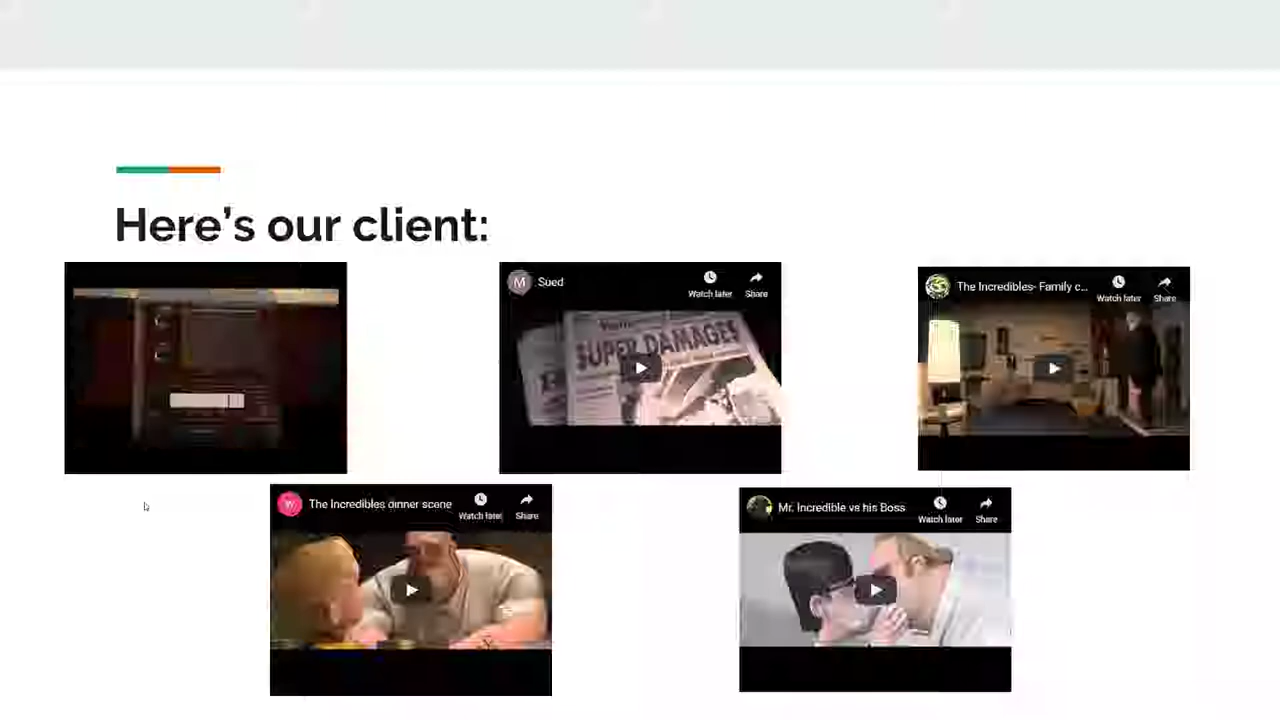 Here's our client:
M Sued
Watch later Share
SUPER DAMAGES
The Incredibles- Family c...
Watch later Share
W The Incredibles dinner scene
Watch later Share
Mr. Incredible vs his Boss
Watch later Share